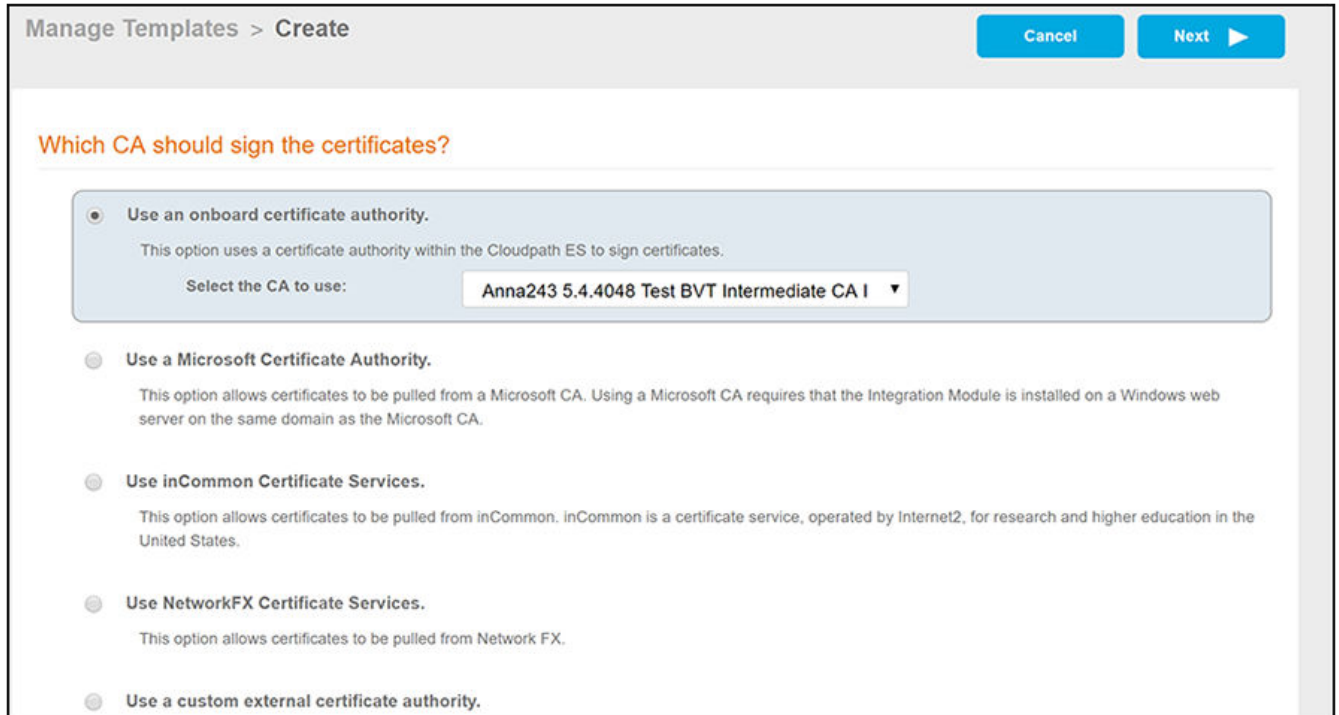 Manage Templates > Create
Cancel
Next
Which CA should sign the certificates?
Use an onboard certificate authority.
This option uses a certificate authority within the Cloudpath ES to sign certificates.
Select the CA to use:
Anna243 5.4.4048 Test BVT Intermediate CA I
Use a Microsoft Certificate Authority.
This option allows certificates to be pulled from a Microsoft CA. Using a Microsoft CA requires that the Integration Module is installed on a Windows web
server on the same domain as the Microsoft CA.
Use inCommon Certificate Services.
This option allows certificates to be pulled from inCommon. inCommon is a certificate service, operated by Internet2, for research and higher education in the
United States.
Use NetworkFX Certificate Services.
This option allows certificates to be pulled from Network FX.
Use a custom external certificate authority.